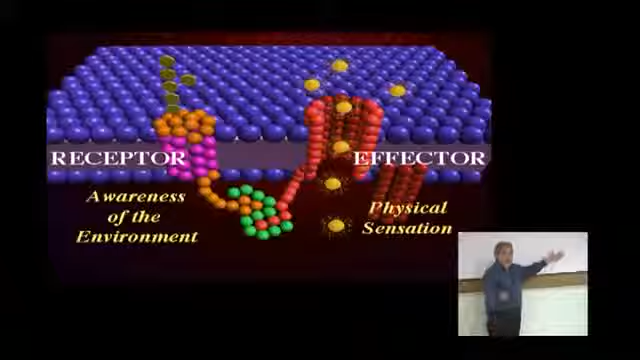 RECEPTOR
EFFECTOR
Awareness
of the
Environment
Physical
Sensation